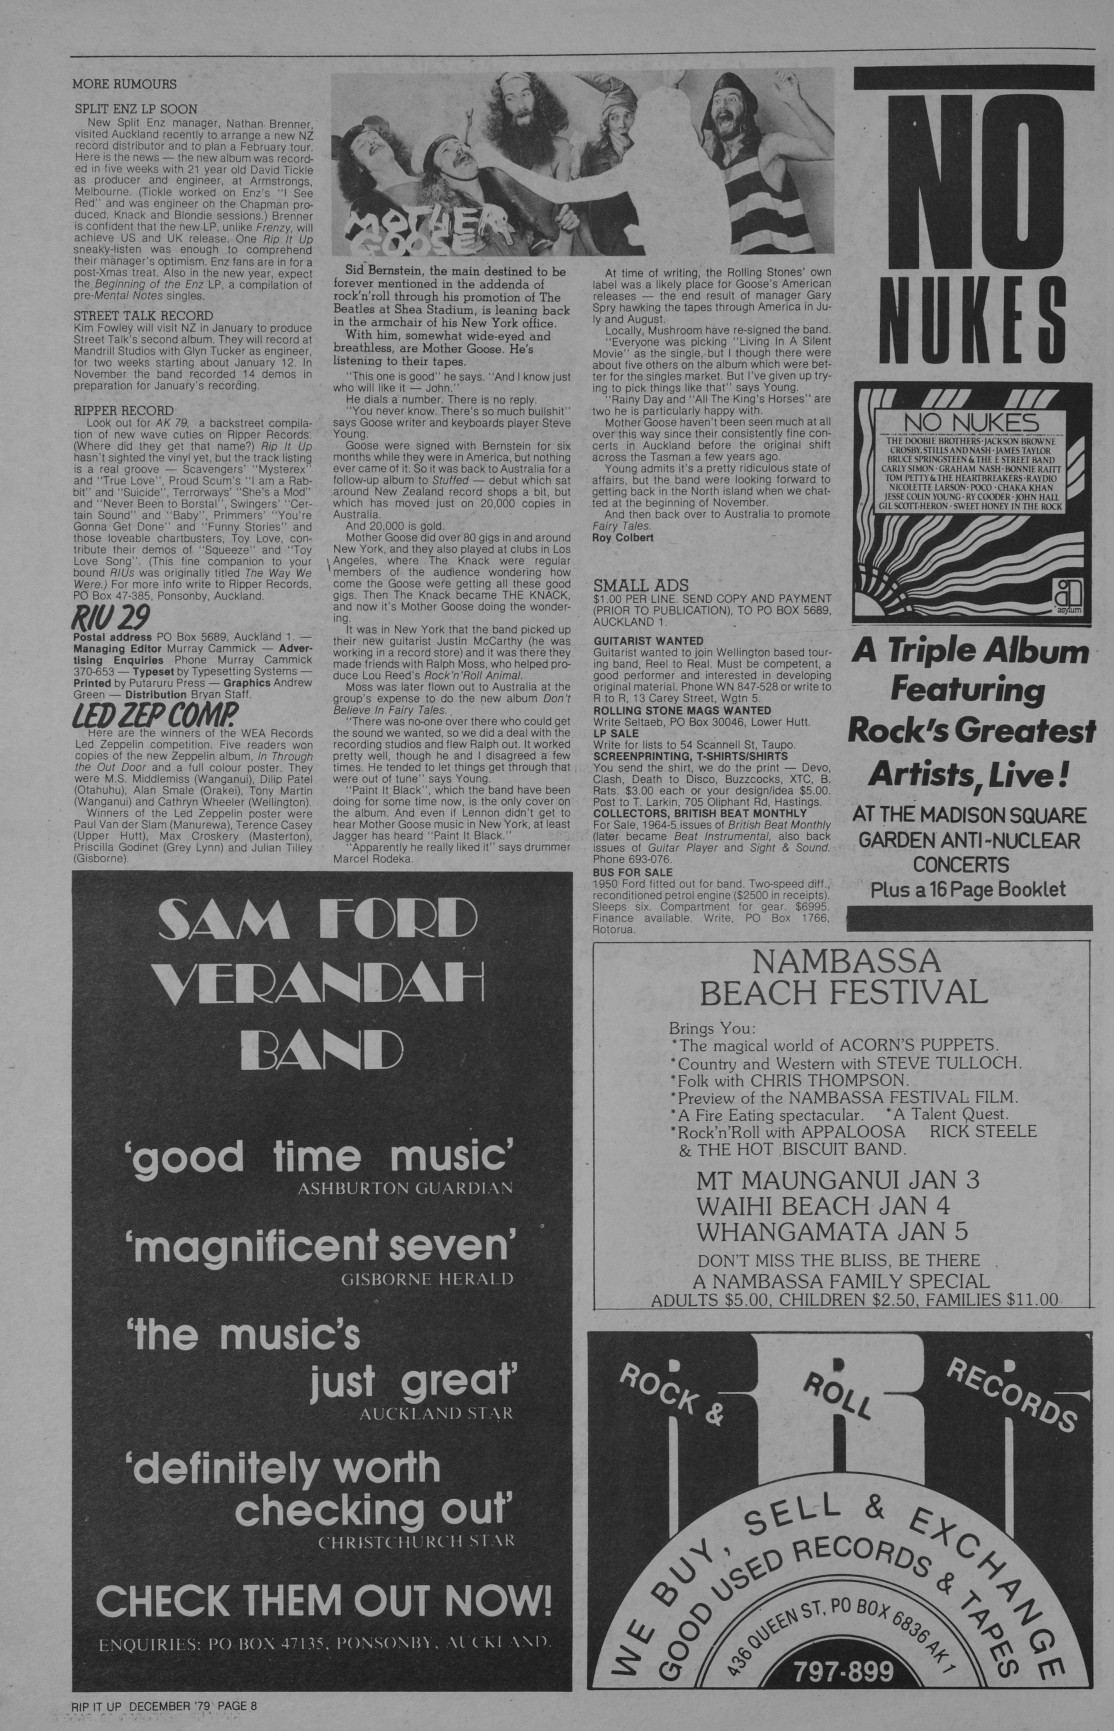 MORE RUMOURS
SPLIT ENZ LP SOON
New Split Enz manager, Nathan Brenner,
visited Auckland recently to arrange a new NZ
record distributor and to plan a February tour.
Here is the news — the new album was record-
ed in five weeks with 21 year old David Tickle
as producer and engineer, at Armstrongs,
Melbourne. (Tickle worked on Enz's "I See
Red" and was engineer on the Chapman pro-
duced, Knack and Blondie sessions.) Brenner
is confident that the new LP, unlike Frenzy, will
achieve US and UK release. One Rip It Up
sneaky-listen was enough to comprehend
their manager's optimism. Enz fans are in for a
post-Xmas treat. Also in the new year, expect
the Beginning of the Enz LP, a compilation of
pre-Mental Notes singles.
STREET TALK RECORD
Kim Fowley will visit NZ in January to produce
Street Talk's second album. They will record at
Mandrill Studios with Glyn Tucker as engineer,
for two weeks starting about January 12. In
November the band recorded 14 demos in
preparation for January's recording.
RIPPER RECORD
Look out for AK 79, a backstreet compila-
tion of new wave cuties on Ripper Records.
(Where did they get that name?) Rip It Up
hasn't sighted the vinyl yet, but the track listing
is a real groove — Scavengers' "Mysterex"
and "True Love", Proud Scum's "I am a Rab-
bit" and "Suicide", Terrorways' "She's a Mod"
and "Never Been to Borstal", Swingers' "Cer-
tain Sound" and "Baby", Primmers' "You're
Gonna Get Done" and "Funny Stories" and
those loveable chartbusters, Toy Love, con-
tribute their demos of "Squeeze" and "Toy
Love Song". (This fine companion to your
bound RIUs was originally titled The Way We
Were.) For more info write to Ripper Records,
PO Box 47-385, Ponsonby, Auckland.
RIU 29
Postal address PO Box 5689, Auckland 1. —
Managing Editor Murray Cammick — Adver-
tising Enquiries Phone Murray Cammick
370-653 — Typeset by Typesetting Systems —
Printed by Putaruru Press — Graphics Andrew
Green — Distribution Bryan Staff.
LED ZEP COMP.
Here are the winners of the WEA Records
Led Zeppelin competition. Five readers won
copies of the new Zeppelin album, In Through
the Out Door and a full colour poster. They
were M.S. Middlemiss (Wanganui), Dilip Patel
(Otahuhu), Alan Smale (Orakei), Tony Martin
(Wanganui) and Cathryn Wheeler (Wellington).
Winners of the Led Zeppelin poster were
Paul Van der Slam (Manurewa), Terence Casey
(Upper Hutt), Max Croskery (Masterton),
Priscilla Godinet (Grey Lynn) and Julian Tilley
(Gisborne).
MOTHER
GOOSE
Sid Bernstein, the main destined to be
forever mentioned in the addenda of
rock'n'roll through his promotion of The
Beatles at Shea Stadium, is leaning back
in the armchair of his New York office.
With him, somewhat wide-eyed and
breathless, are Mother Goose. He's
listening to their tapes.
"This one is good" he says. "And I know just
who will like it — John."
He dials a number. There is no reply.
"You never know. There's so much bullshit"
says Goose writer and keyboards player Steve
Young.
Goose were signed with Bernstein for six
months while they were in America, but nothing
ever came of it. So it was back to Australia for a
follow-up album to Stuffed — debut which sat
around New Zealand record shops a bit, but
which has moved just on 20,000 copies in
Australia.
And 20,000 is gold.
Mother Goose did over 80 gigs in and around
New York, and they also played at clubs in Los
Angeles, where The Knack were regular
members of the audience wondering how
come the Goose were getting all these good
gigs. Then The Knack became THE KNACK,
and now it's Mother Goose doing the wonder-
ing.
It was in New York that the band picked up
their new guitarist Justin McCarthy (he was
working in a record store) and it was there they
made friends with Ralph Moss, who helped pro-
duce Lou Reed's Rock'n'Roll Animal.
Moss was later flown out to Australia at the
group's expense to do the new album Don't
Believe In Fairy Tales.
"There was no-one over there who could get
the sound we wanted, so we did a deal with the
recording studios and flew Ralph out. It worked
pretty well, though he and I disagreed a few
times. He tended to let things get through that
were out of tune" says Young.
"Paint It Black", which the band have been
doing for some time now, is the only cover on
the album. And even if Lennon didn't get to
hear Mother Goose music in New York, at least
Jagger has heard "Paint It Black."
"Apparently he really liked it" says drummer
Marcel Rodeka.
At time of writing, the Rolling Stones' own
label was a likely place for Goose's American
releases — the end result of manager Gary
Spry hawking the tapes through America in Ju-
ly and August.
Locally, Mushroom have re-signed the band.
"Everyone was picking "Living In A Silent
Movie" as the single, but I though there were
about five others on the album which were bet-
ter for the singles market. But I've given up try-
ing to pick things like that" says Young.
"Rainy Day and "All The King's Horses" are
two he is particularly happy with.
Mother Goose haven't been seen much at all
over this way since their consistently fine con-
certs in Auckland before the original shift
across the Tasman a few years ago.
Young admits it's a pretty ridiculous state of
affairs, but the band were looking forward to
getting back in the North island when we chat-
ted at the beginning of November.
And then back over to Australia to promote
Fairy Tales.
Roy Colbert
SMALL ADS
$1.00 PER LINE. SEND COPY AND PAYMENT
(PRIOR TO PUBLICATION), TO PO BOX 5689,
AUCKLAND 1.
GUITARIST WANTED
Guitarist wanted to join Wellington based tour-
ing band, Reel to Real. Must be competent, a
good performer and interested in developing
original material. Phone WN 847-528 or write to
R to R, 13 Carey Street, Wgtn 5.
ROLLING STONE MAGS WANTED
Write Seltaeb, PO Box 30046, Lower Hutt.
LP SALE
Write for lists to 54 Scannell St, Taupo.
SCREENPRINTING, T-SHIRTS/SHIRTS
You send the shirt, we do the print — Devo,
Clash, Death to Disco, Buzzcocks, XTC, B.
Rats. $3.00 each or your design/idea $5.00.
Post to T. Larkin, 705 Oliphant Rd, Hastings.
COLLECTORS, BRITISH BEAT MONTHLY
For Sale, 1964-5 issues of British Beat Monthly
(later became Beat Instrumental, also back
issues of Guitar Player and Sight & Sound.
Phone 693-076.
BUS FOR SALE
1950 Ford fitted out for band. Two-speed diff.,
reconditioned petrol engine ($2500 in receipts).
Sleeps six. Compartment for gear. $6995.
Finance available. Write, PO Box 1766,
Rotorua.
NO
NUKES
NO NUKES
THE DOOBIE BROTHERS·JACKSON BROWNE
CROSBY, STILLS AND NASH·JAMES TAYLOR
BRUCE SPRINGSTEEN & THE E STREET BAND
CARLY SIMON·GRAHAM NASH·BONNIE RAITT
TOM PETTY & THE HEARTBREAKERS·RAYDIO
NICOLETTE LARSON·POCO·CHAKA KHAN
JESSE COLIN YOUNG·RY COODER·JOHN HALL
GIL SCOTT-HERON·SWEET HONEY IN THE ROCK
asylum
A Triple Album
Featuring
Rock's Greatest
Artists, Live!
AT THE MADISON SQUARE
GARDEN ANTI-NUCLEAR
CONCERTS
Plus a 16 Page Booklet
SAM FORD
VERANDAH
BAND
'good time music'
ASHBURTON GUARDIAN
'magnificent seven'
GISBORNE HERALD
'the music's
just great'
AUCKLAND STAR
'definitely worth
checking out'
CHRISTCHURCH STAR
CHECK THEM OUT NOW!
ENQUIRIES: PO BOX 47135, PONSONBY, AUCKLAND.
NAMBASSA
BEACH FESTIVAL
Brings You:
*The magical world of ACORN'S PUPPETS.
*Country and Western with STEVE TULLOCH.
*Folk with CHRIS THOMPSON.
*Preview of the NAMBASSA FESTIVAL FILM.
*A Fire Eating spectacular. *A Talent Quest.
*Rock'n'Roll with APPALOOSA RICK STEELE
& THE HOT BISCUIT BAND.
MT MAUNGANUI JAN 3
WAIHI BEACH JAN 4
WHANGAMATA JAN 5
DON'T MISS THE BLISS, BE THERE
A NAMBASSA FAMILY SPECIAL
ADULTS $5.00, CHILDREN $2.50, FAMILIES $11.00
ROCK & ROLL RECORDS
WE BUY, SELL & EXCHANGE
GOOD USED RECORDS & TAPES
436 QUEEN ST, PO BOX 6836 AK 1
797-899
RIP IT UP DECEMBER '79 PAGE 8